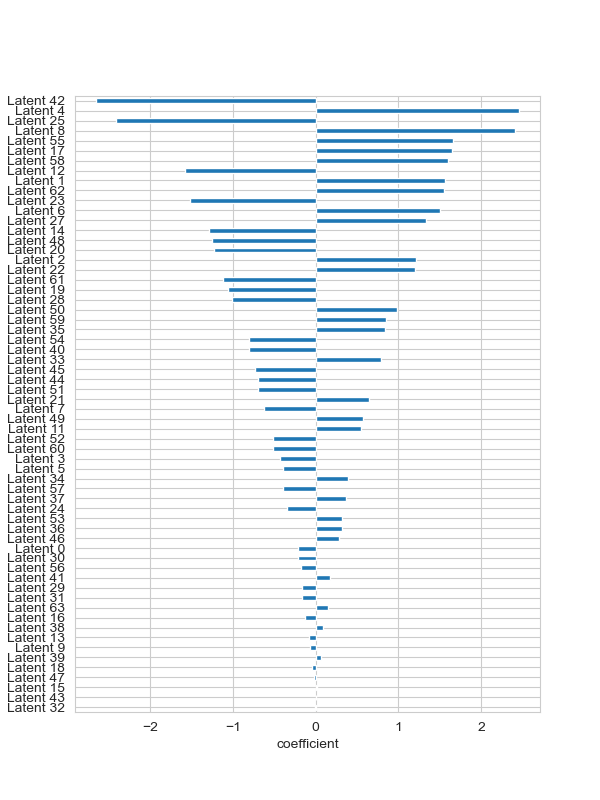 Latent 42
Latent 4
Latent 25
Latent 8
Latent 55
Latent 17
Latent 58
Latent 12
Latent 1
Latent 62
Latent 23
Latent 6
Latent 27
Latent 14
Latent 48
Latent 20
Latent 2
Latent 22
Latent 61
Latent 19
Latent 28
Latent 50
Latent 59
Latent 35
Latent 54
Latent 40
Latent 33
Latent 45
Latent 44
Latent 51
Latent 21
Latent 7
Latent 49
Latent 11
Latent 52
Latent 60
Latent 3
Latent 5
Latent 34
Latent 57
Latent 37
Latent 24
Latent 53
Latent 36
Latent 46
Latent 0
Latent 30
Latent 56
Latent 41
Latent 29
Latent 31
Latent 63
Latent 16
Latent 38
Latent 13
Latent 9
Latent 39
Latent 18
Latent 47
Latent 15
Latent 43
Latent 32
−2 −1 0 1 2
coefficient